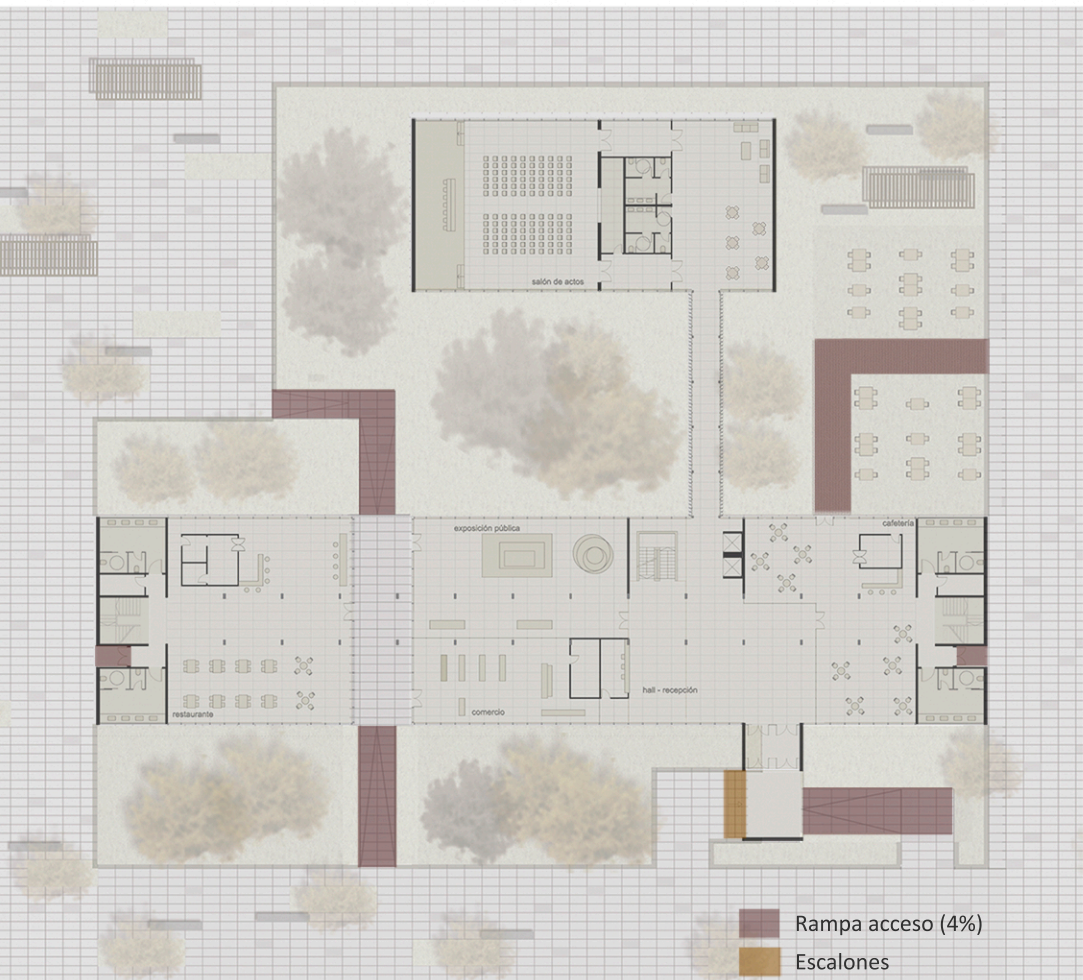 salón de actos
exposición pública
cafetería
hall - recepción
comercio
restaurante
Rampa acceso (4%)
Escalones